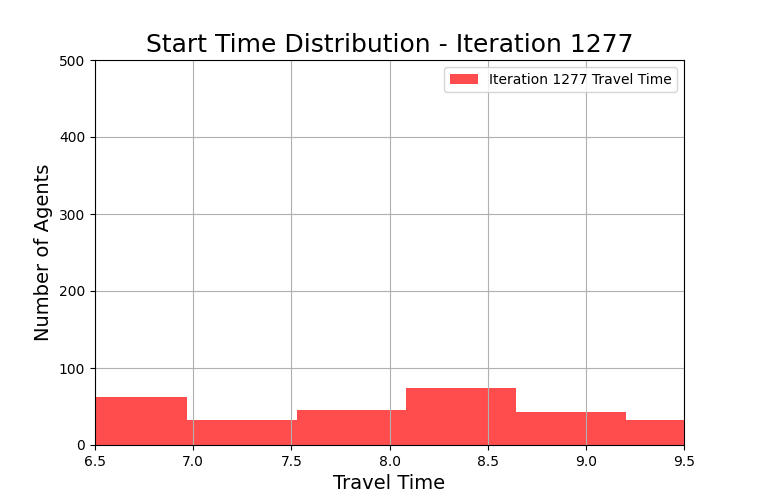 Start Time Distribution - Iteration 1277
500
Iteration 1277 Travel Time
400
300
200
100
0
Number of Agents
6.5 7.0 7.5 8.0 8.5 9.0 9.5
Travel Time